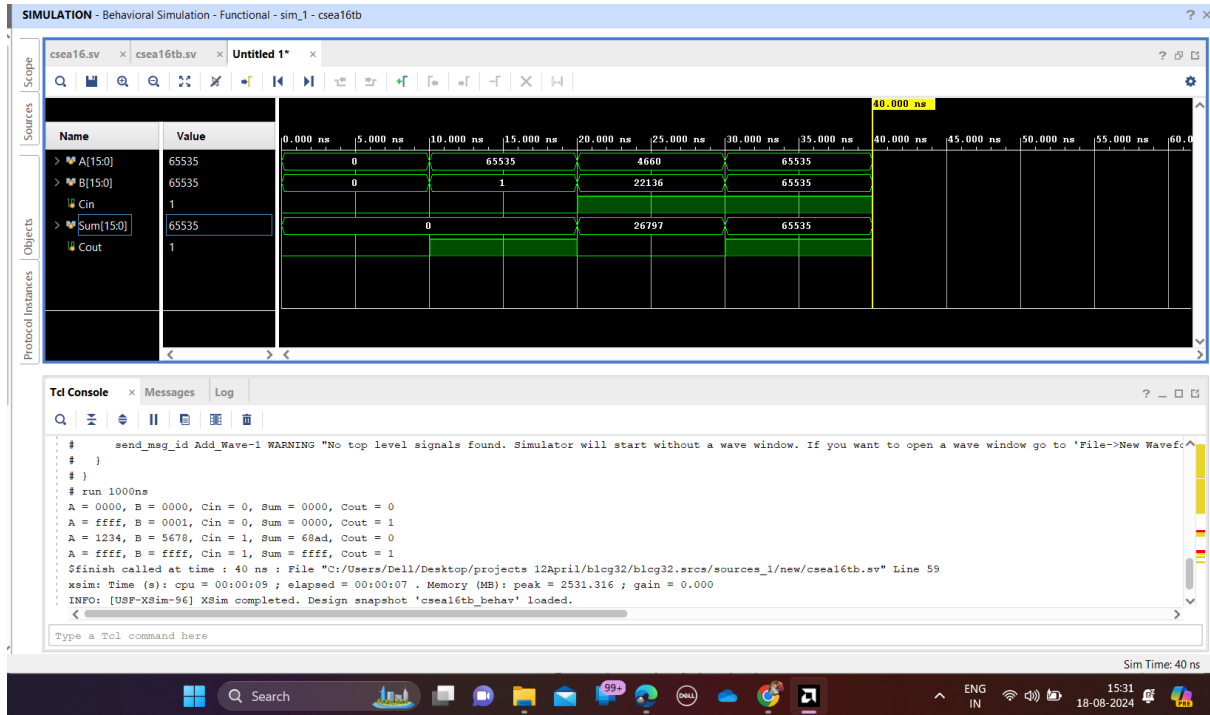 SIMULATION - Behavioral Simulation - Functional - sim_1 - csea16tb
csea16.sv × csea16tb.sv × Untitled 1* ×
Scope
Sources
Objects
Protocol Instances
40.000 ns
Name Value 0.000 ns 5.000 ns 10.000 ns 15.000 ns 20.000 ns 25.000 ns 30.000 ns 35.000 ns 40.000 ns 45.000 ns 50.000 ns 55.000 ns 60.0
A[15:0] 65535 0 65535 4660 65535
B[15:0] 65535 0 1 22136 65535
Cin 1
Sum[15:0] 65535 0 26797 65535
Cout 1
Tcl Console × Messages Log
# send_msg_id Add_Wave-1 WARNING "No top level signals found. Simulator will start without a wave window. If you want to open a wave window go to 'File->New Wavefo
# }
# }
# run 1000ns
A = 0000, B = 0000, Cin = 0, Sum = 0000, Cout = 0
A = ffff, B = 0001, Cin = 0, Sum = 0000, Cout = 1
A = 1234, B = 5678, Cin = 1, Sum = 68ad, Cout = 0
A = ffff, B = ffff, Cin = 1, Sum = ffff, Cout = 1
$finish called at time : 40 ns : File "C:/Users/Dell/Desktop/projects 12April/blcg32/blcg32.srcs/sources_1/new/csea16tb.sv" Line 59
xsim: Time (s): cpu = 00:00:09 ; elapsed = 00:00:07 . Memory (MB): peak = 2531.316 ; gain = 0.000
INFO: [USF-XSim-96] XSim completed. Design snapshot 'csea16tb_behav' loaded.
Type a Tcl command here
Sim Time: 40 ns
Search
99+
DELL
ENG
IN
15:31
18-08-2024
PRE